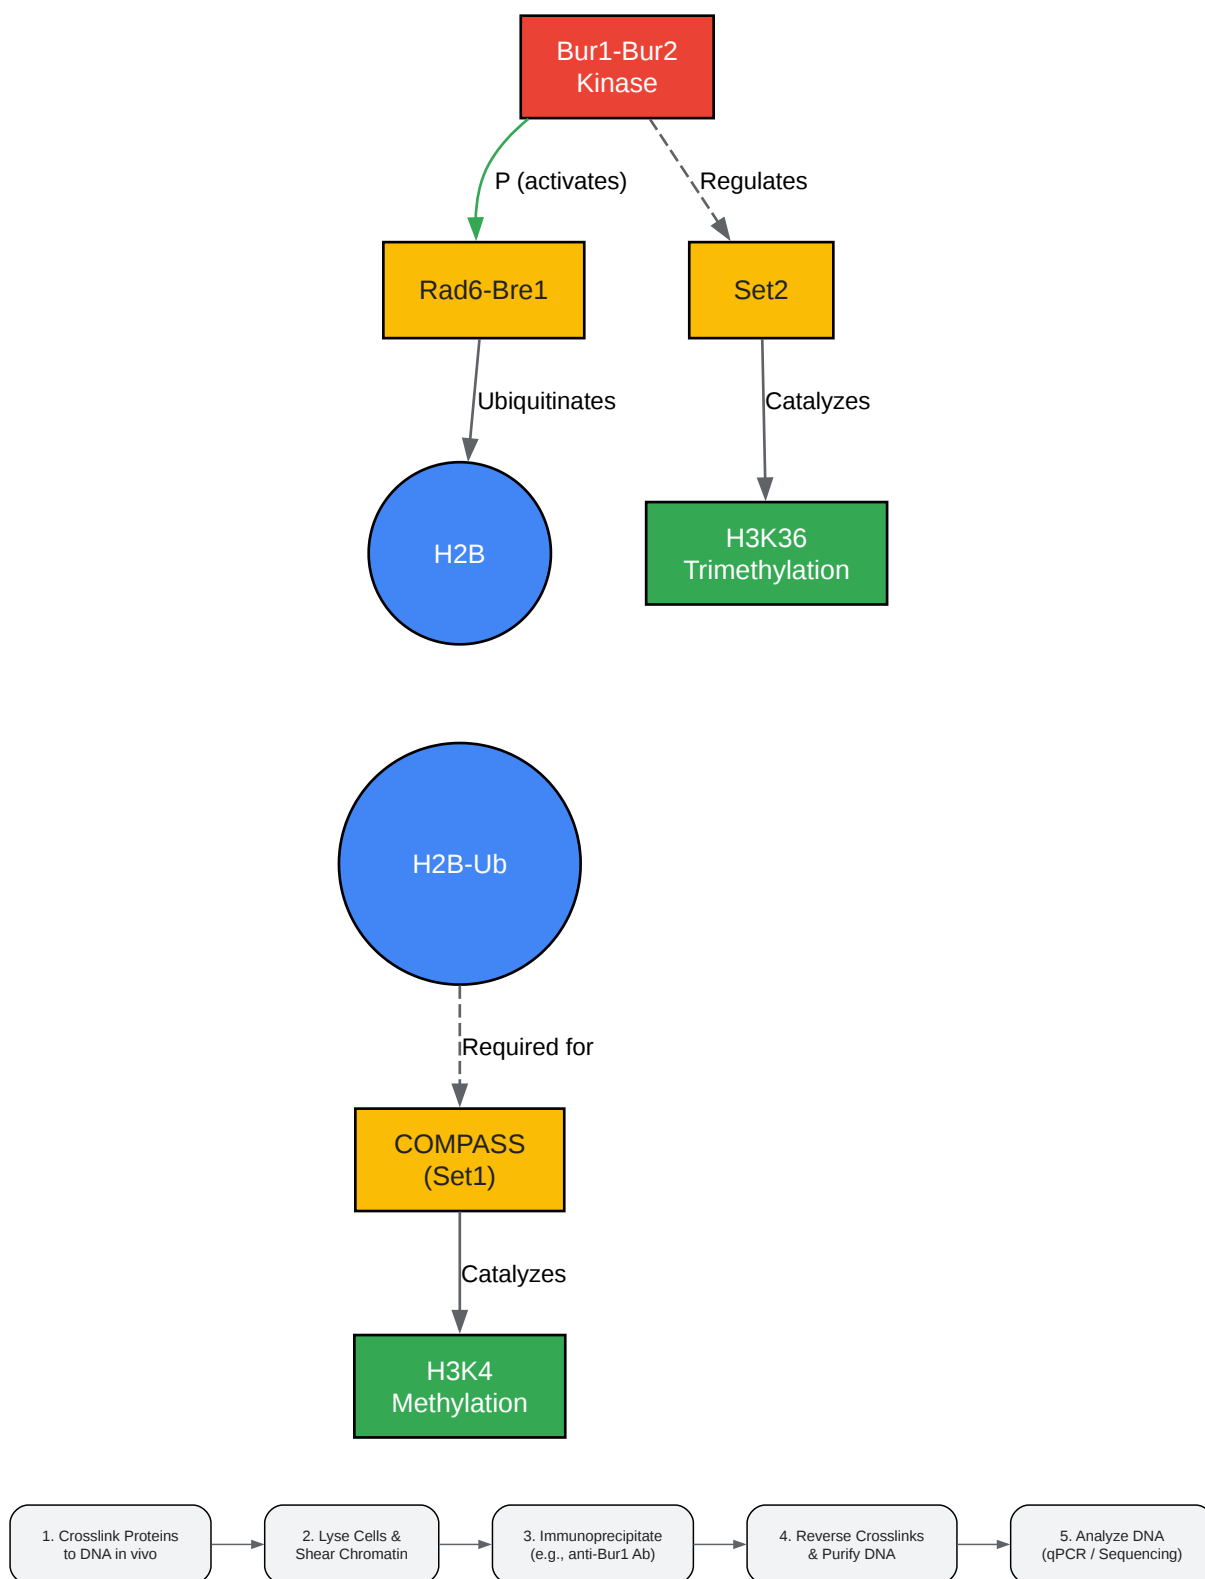 Bur1-Bur2
Kinase
P (activates)
Regulates
Rad6-Bre1
Set2
Ubiquitinates
Catalyzes
H2B
H3K36
Trimethylation
H2B-Ub
Required for
COMPASS
(Set1)
Catalyzes
H3K4
Methylation
1. Crosslink Proteins
to DNA in vivo
2. Lyse Cells &
Shear Chromatin
3. Immunoprecipitate
(e.g., anti-Bur1 Ab)
4. Reverse Crosslinks
& Purify DNA
5. Analyze DNA
(qPCR / Sequencing)